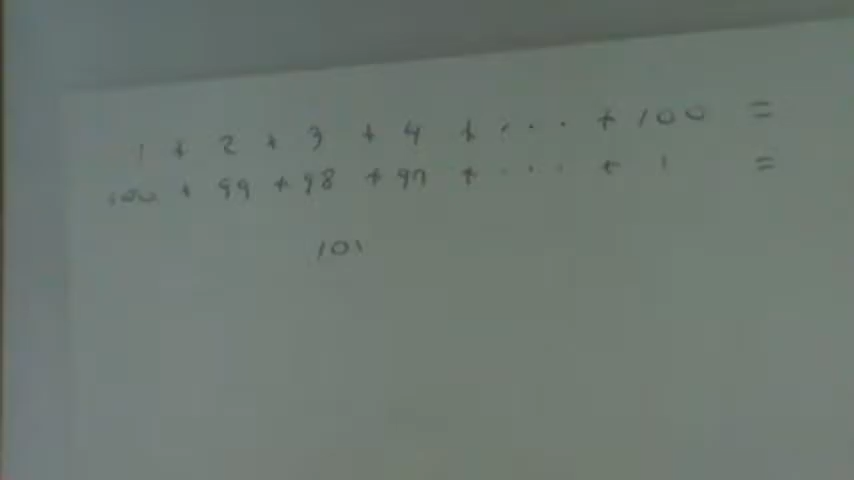 1 + 2 + 3 + 4 + . . . + 100 =
100 + 99 + 98 + 97 + . . . + 1 =
101